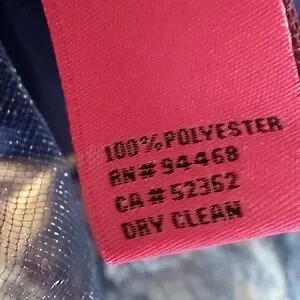 100% POLYESTER
RN# 94468
CA# 52362
DRY CLEAN